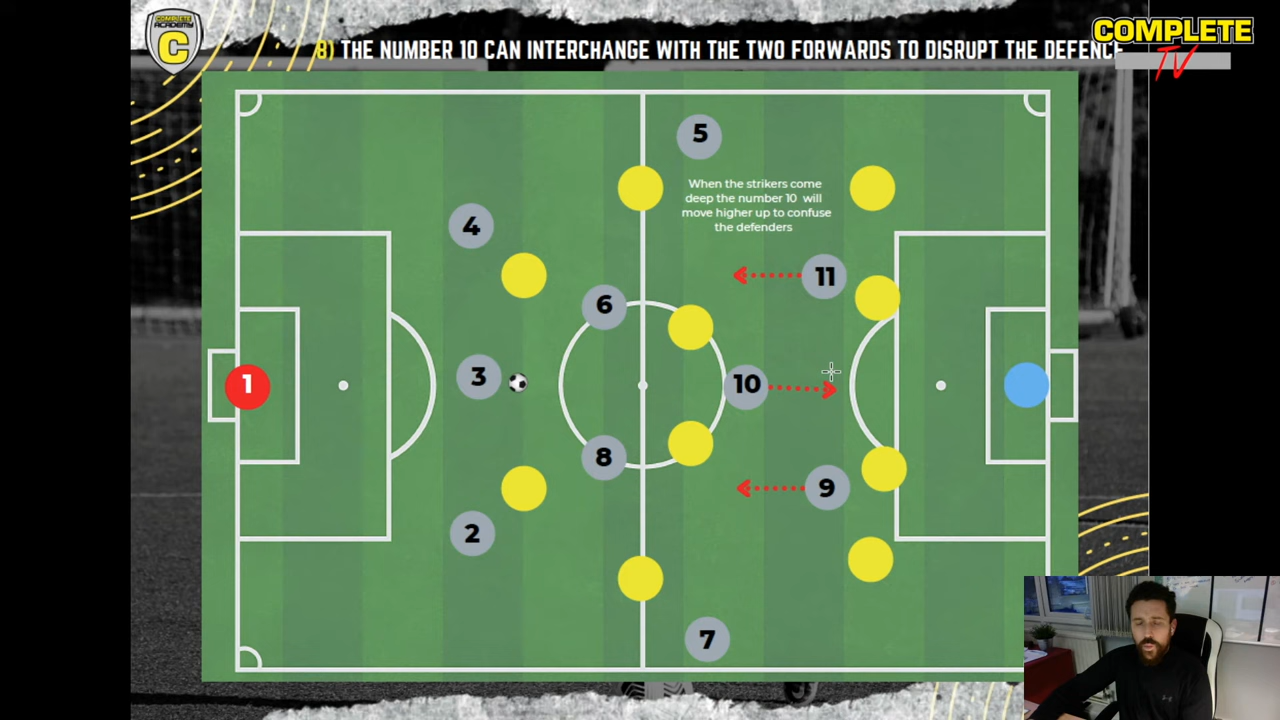 COMPLETE
ACADEMY
C
8) THE NUMBER 10 CAN INTERCHANGE WITH THE TWO FORWARDS TO DISRUPT THE DEFENCE
COMPLETE
TV
5
When the strikers come
deep the number 10 will
move higher up to confuse
the defenders
4
11
6
3
10
1
8
9
2
7